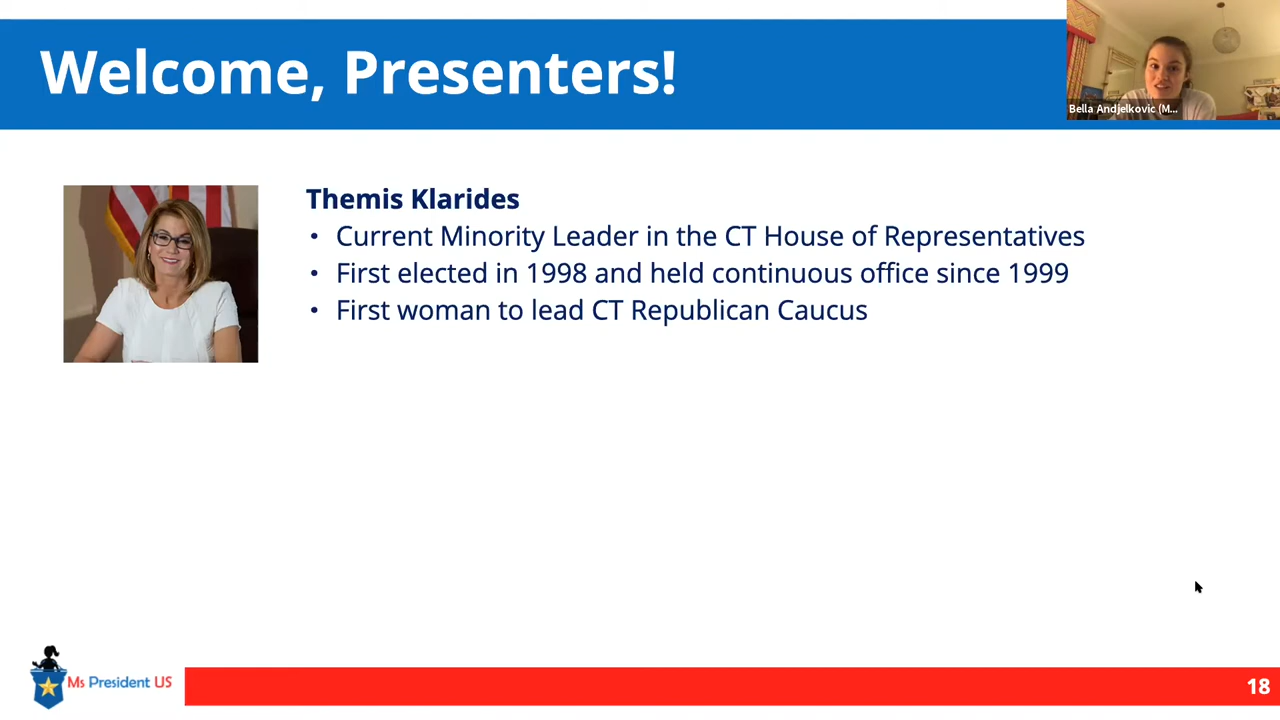 Welcome, Presenters!
Bella Andjelkovic (M...
Themis Klarides
• Current Minority Leader in the CT House of Representatives
• First elected in 1998 and held continuous office since 1999
• First woman to lead CT Republican Caucus
Ms President US
18